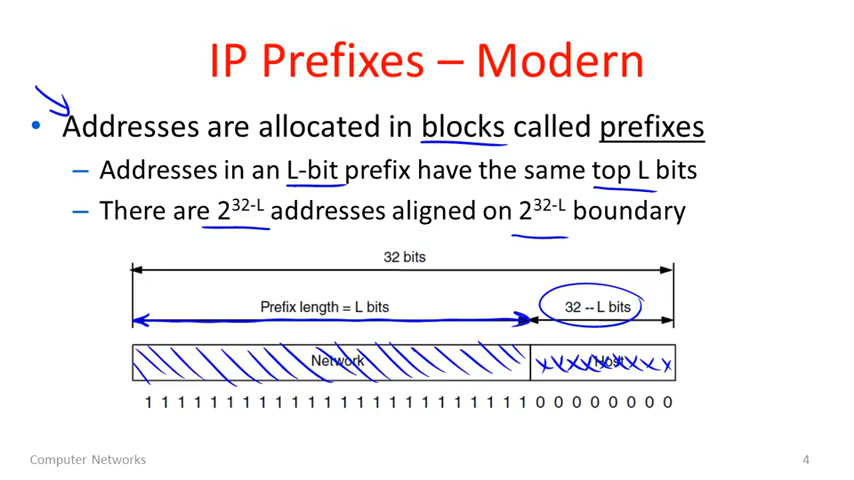 IP Prefixes – Modern
• Addresses are allocated in blocks called prefixes
– Addresses in an L-bit prefix have the same top L bits
– There are 2³²⁻ᴸ addresses aligned on 2³²⁻ᴸ boundary
32 bits
Prefix length = L bits 32 -- L bits
Network Host
1 1 1 1 1 1 1 1 1 1 1 1 1 1 1 1 1 1 1 1 1 1 1 1 0 0 0 0 0 0 0 0
Computer Networks 4